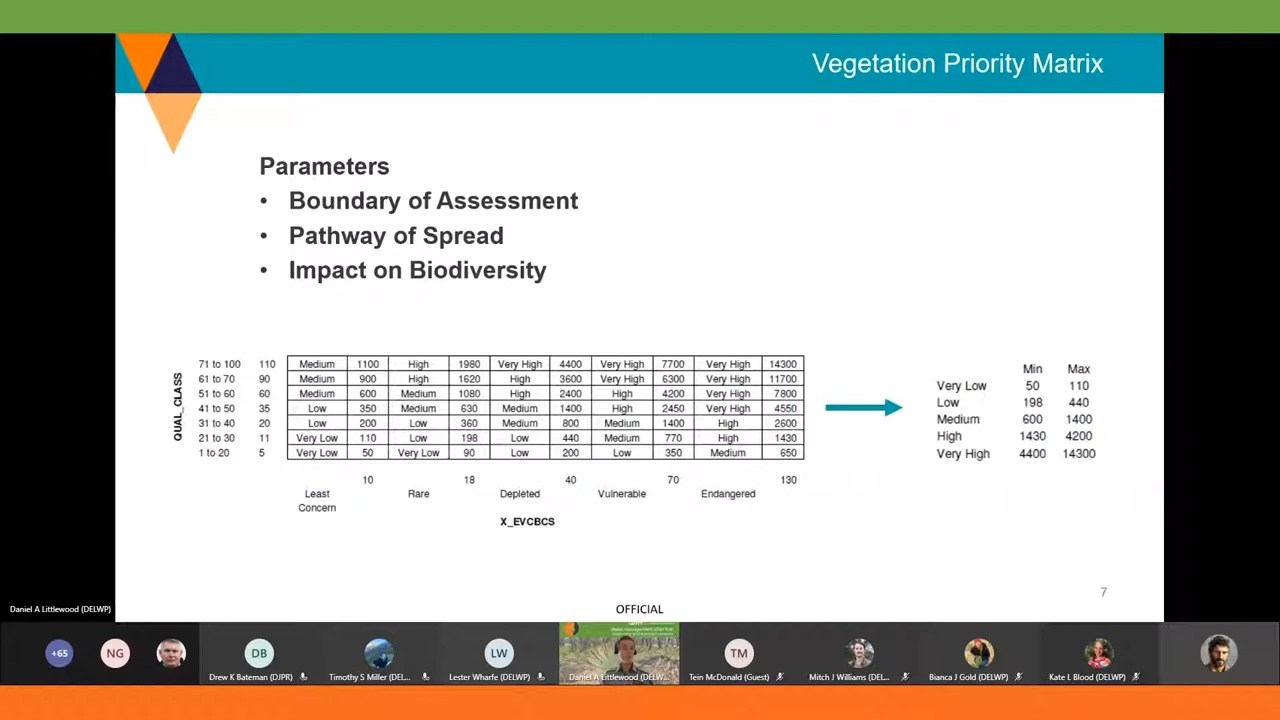 Vegetation Priority Matrix
Parameters
• Boundary of Assessment
• Pathway of Spread
• Impact on Biodiversity
QUAL_CLASS
71 to 100 110 Medium 1100 High 1980 Very High 4400 Very High 7700 Very High 14300
61 to 70 90 Medium 900 High 1620 High 3600 Very High 6300 Very High 11700
51 to 60 60 Medium 600 Medium 1080 High 2400 High 4200 Very High 7800
41 to 50 35 Low 350 Medium 630 Medium 1400 High 2450 Very High 4550
31 to 40 20 Low 200 Low 360 Medium 800 Medium 1400 High 2600
21 to 30 11 Very Low 110 Low 198 Low 440 Medium 770 High 1430
1 to 20 5 Very Low 50 Very Low 90 Low 200 Low 350 Medium 650
10 18 40 70 130
Least Rare Depleted Vulnerable Endangered
Concern
X_EVCBCS
Min Max
Very Low 50 110
Low 198 440
Medium 600 1400
High 1430 4200
Very High 4400 14300
7
OFFICIAL
Daniel A Littlewood (DELWP)
+65 NG DB LW TM
Drew K Bateman (DJPR) Timothy S Miller (DEL... Lester Wharfe (DELWP) Daniel A Littlewood (DELW... Tein McDonald (Guest) Mitch J Williams (DEL... Bianca J Gold (DELWP) Kate L Blood (DELWP)